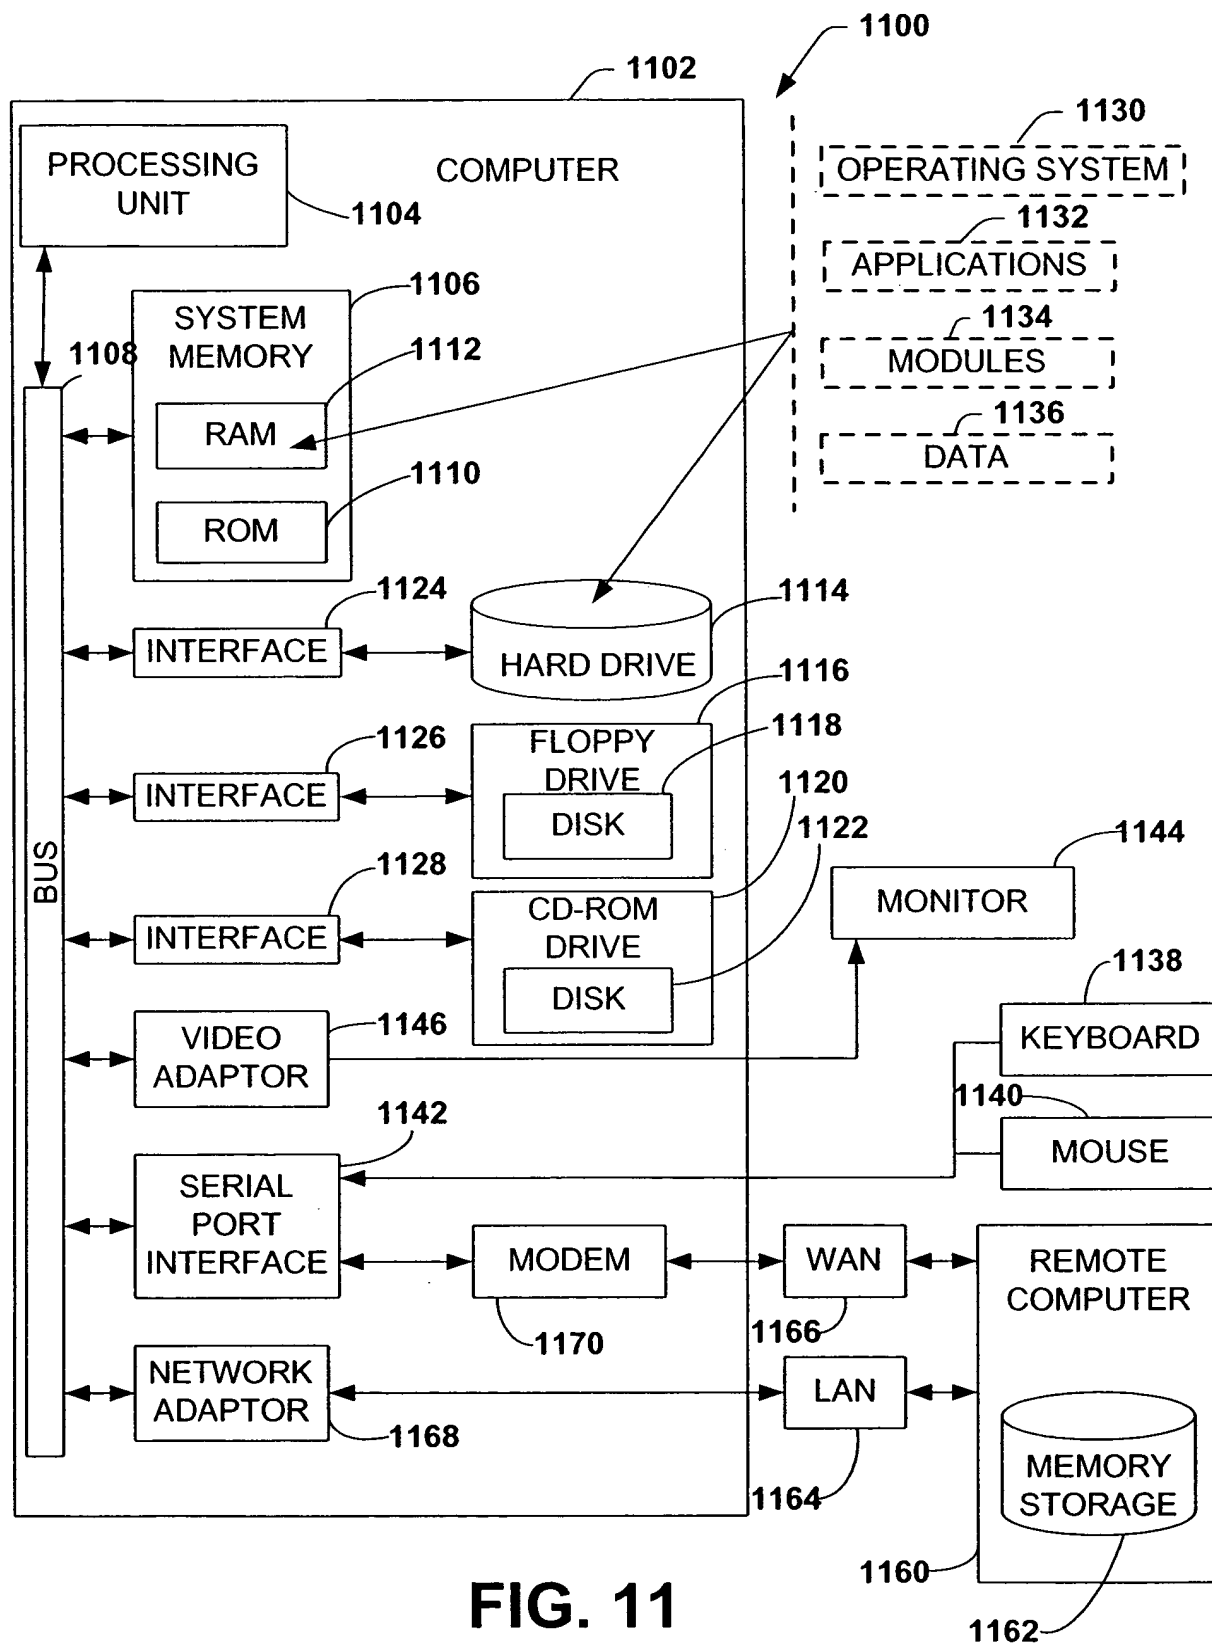 1100
1102
1130
PROCESSING
UNIT
COMPUTER
OPERATING SYSTEM
1104
1132
APPLICATIONS
1106
SYSTEM
MEMORY
1108
1112
1134
MODULES
RAM
1136
DATA
1110
ROM
1124
1114
INTERFACE
HARD DRIVE
1116
1126
1118
FLOPPY
DRIVE
INTERFACE
1120
DISK
1122
BUS
1128
1144
CD-ROM
DRIVE
MONITOR
INTERFACE
1138
DISK
1146
VIDEO
ADAPTOR
KEYBOARD
1140
1142
MOUSE
SERIAL
PORT
INTERFACE
MODEM
WAN
REMOTE
COMPUTER
1170
1166
NETWORK
ADAPTOR
LAN
1168
MEMORY
STORAGE
1164
1160
1162
FIG. 11